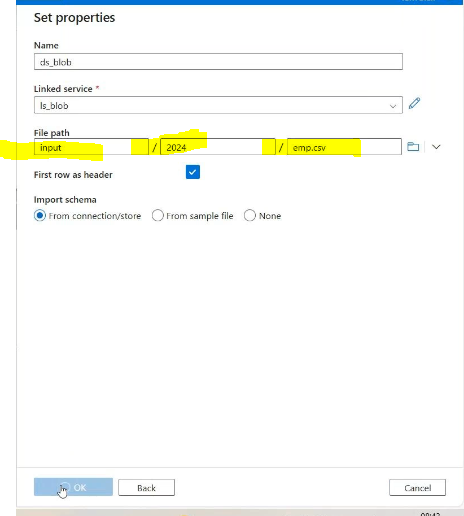 Set properties
Name
ds_blob
Linked service *
ls_blob
File path
input / 2024 / emp.csv
First row as header
Import schema
From connection/store From sample file None
OK Back Cancel